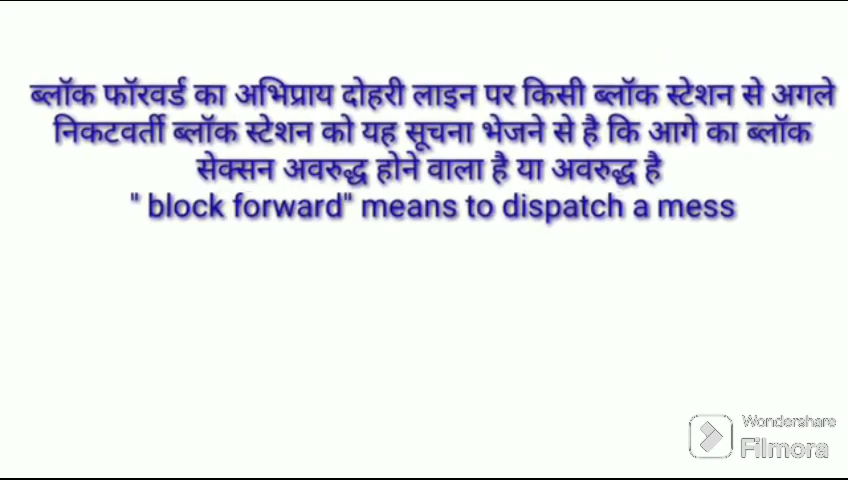 ब्लॉक फॉरवर्ड का अभिप्राय दोहरी लाइन पर किसी ब्लॉक स्टेशन से अगले
निकटवर्ती ब्लॉक स्टेशन को यह सूचना भेजने से है कि आगे का ब्लॉक
सेक्सन अवरुद्ध होने वाला है या अवरुद्ध है
" block forward" means to dispatch a mess
Wondershare
Filmora